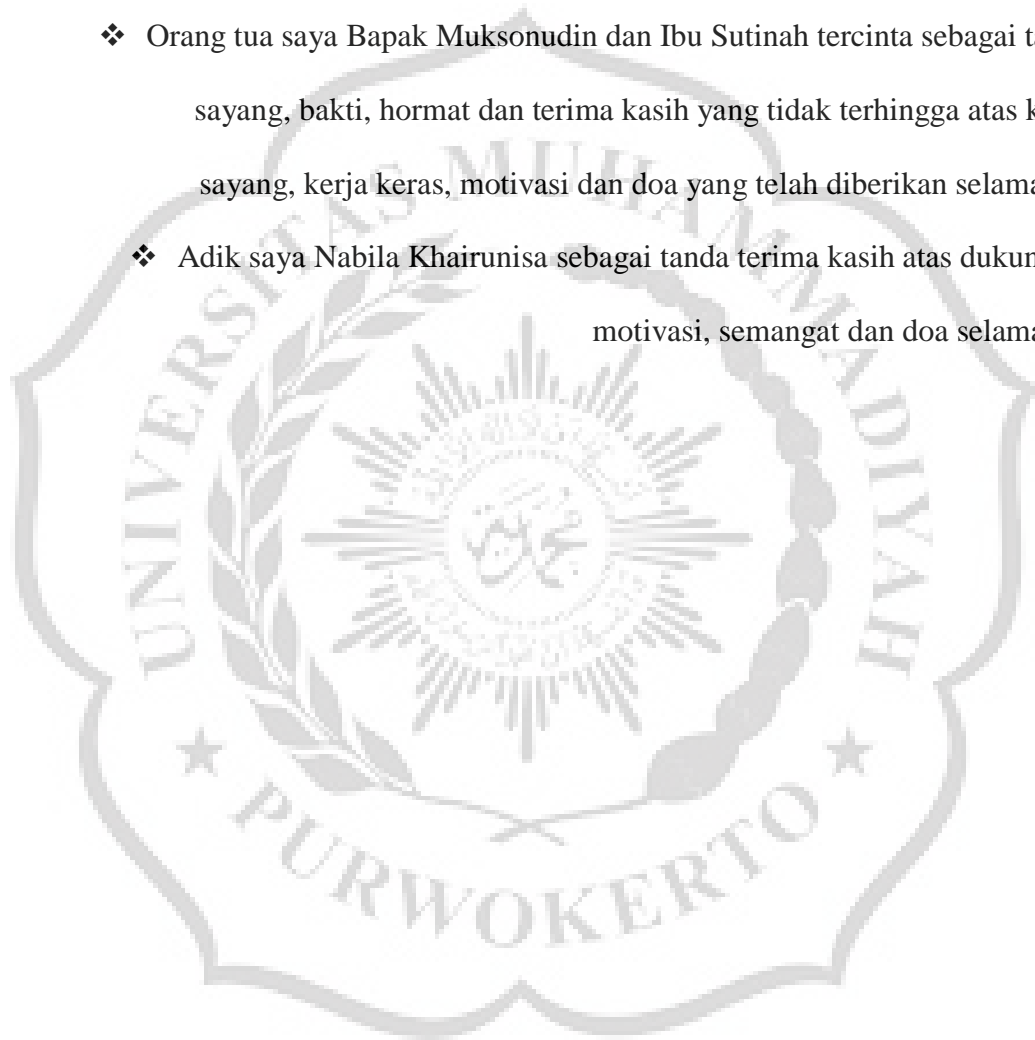 ❖ Orang tua saya Bapak Muksonudin dan Ibu Sutinah tercinta sebagai
sayang, bakti, hormat dan terima kasih yang tidak terhingga atas
sayang, kerja keras, motivasi dan doa yang telah diberikan
❖ Adik saya Nabila Khairunisa sebagai tanda terima kasih atas
motivasi, semangat dan doa
UNIVERSITAS MUHAMMADIYAH
PURWOKERTO